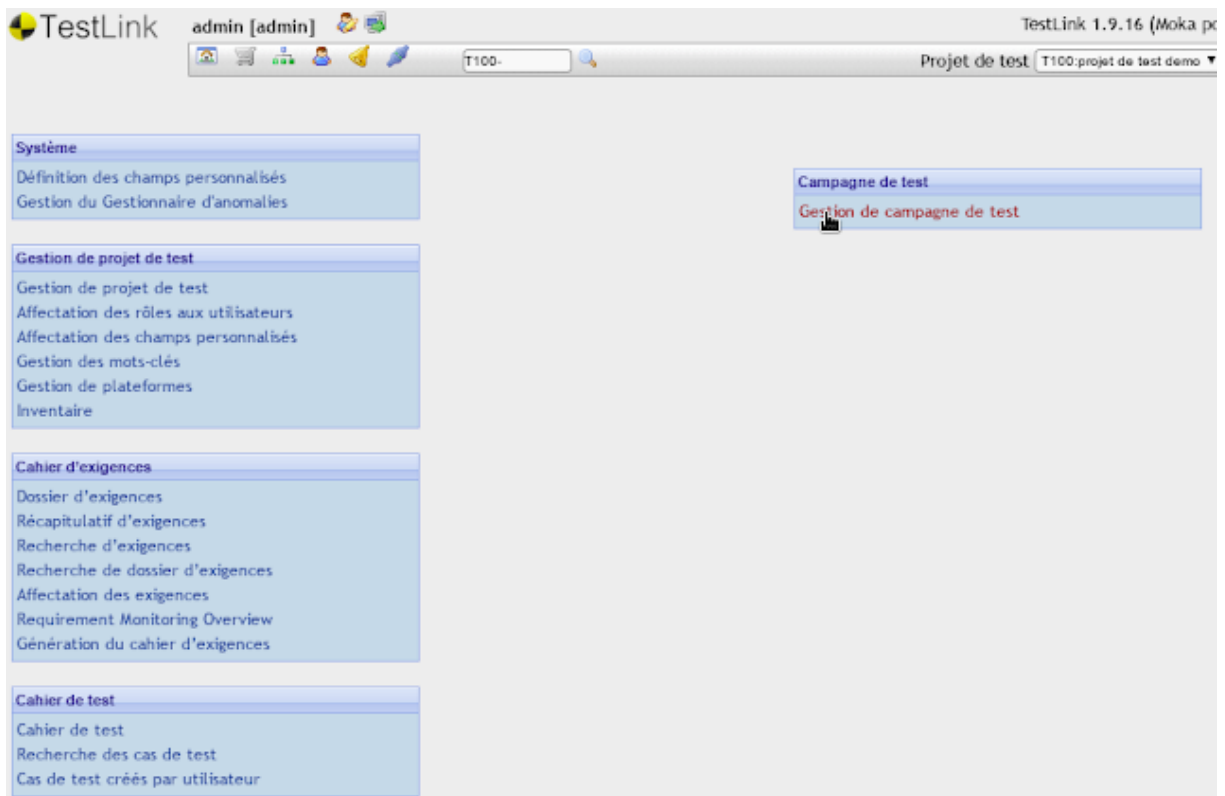 TestLink admin [admin] TestLink 1.9.16 (Moka po
T100- Projet de test T100:projet de test demo
Système
Définition des champs personnalisés
Gestion du Gestionnaire d'anomalies
Campagne de test
Gestion de campagne de test
Gestion de projet de test
Gestion de projet de test
Affectation des rôles aux utilisateurs
Affectation des champs personnalisés
Gestion des mots-clés
Gestion de plateformes
Inventaire
Cahier d'exigences
Dossier d'exigences
Récapitulatif d'exigences
Recherche d'exigences
Recherche de dossier d'exigences
Affectation des exigences
Requirement Monitoring Overview
Génération du cahier d'exigences
Cahier de test
Cahier de test
Recherche des cas de test
Cas de test créés par utilisateur